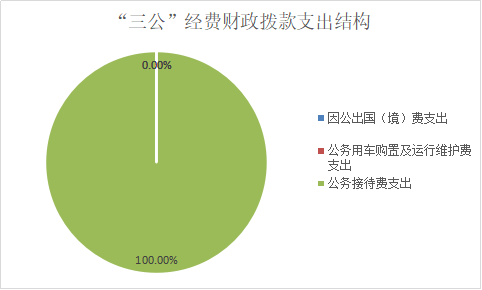 “三公”经费财政拨款支出结构
0.00%
因公出国（境）费支出
公务用车购置及运行维护费
支出
公务接待费支出
100.00%